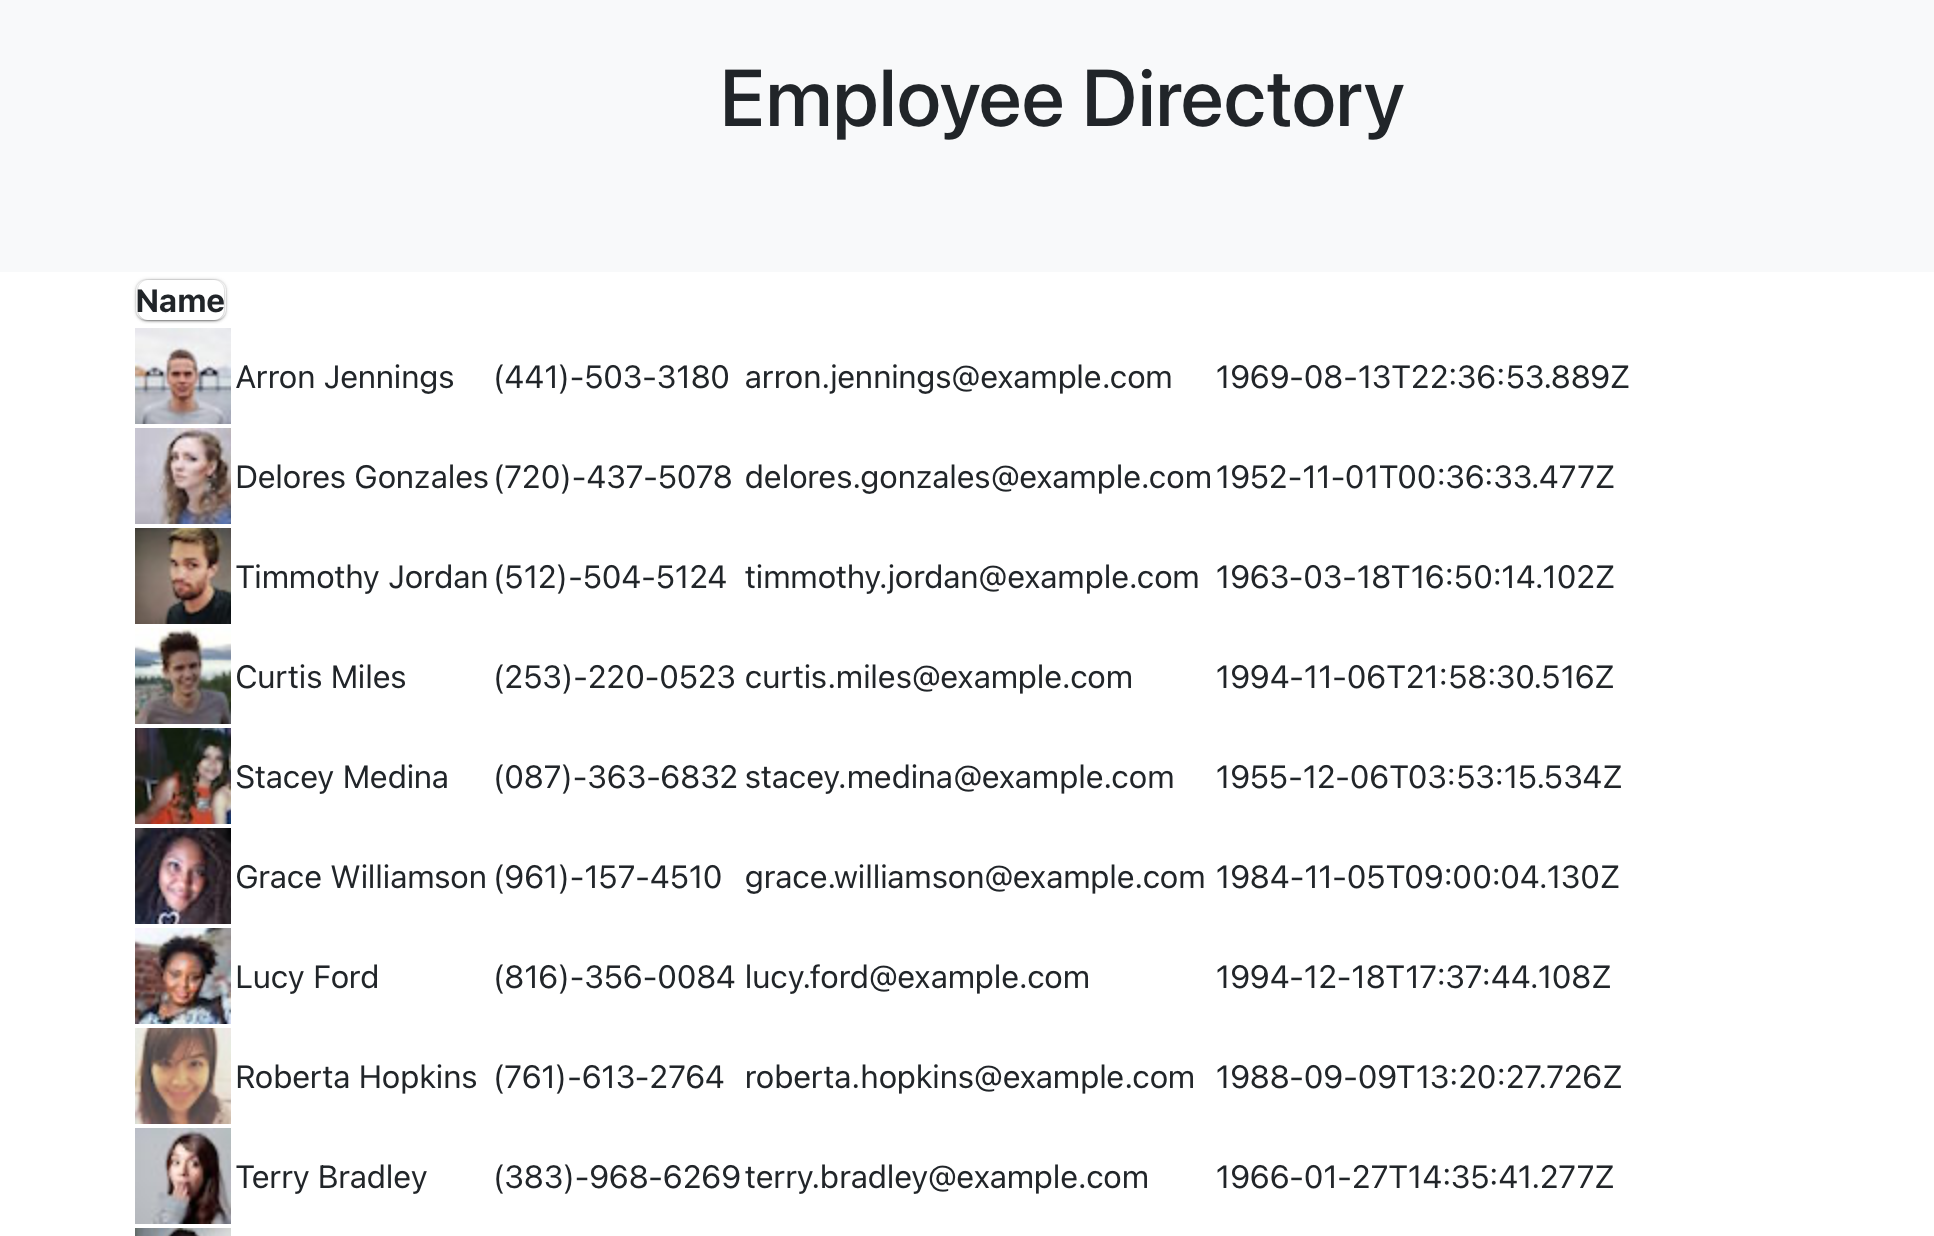 Employee Directory
Name
Arron Jennings (441)-503-3180 arron.jennings@example.com 1969-08-13T22:36:53.889Z
Delores Gonzales (720)-437-5078 delores.gonzales@example.com 1952-11-01T00:36:33.477Z
Timmothy Jordan (512)-504-5124 timmothy.jordan@example.com 1963-03-18T16:50:14.102Z
Curtis Miles (253)-220-0523 curtis.miles@example.com 1994-11-06T21:58:30.516Z
Stacey Medina (087)-363-6832 stacey.medina@example.com 1955-12-06T03:53:15.534Z
Grace Williamson (961)-157-4510 grace.williamson@example.com 1984-11-05T09:00:04.130Z
Lucy Ford (816)-356-0084 lucy.ford@example.com 1994-12-18T17:37:44.108Z
Roberta Hopkins (761)-613-2764 roberta.hopkins@example.com 1988-09-09T13:20:27.726Z
Terry Bradley (383)-968-6269 terry.bradley@example.com 1966-01-27T14:35:41.277Z